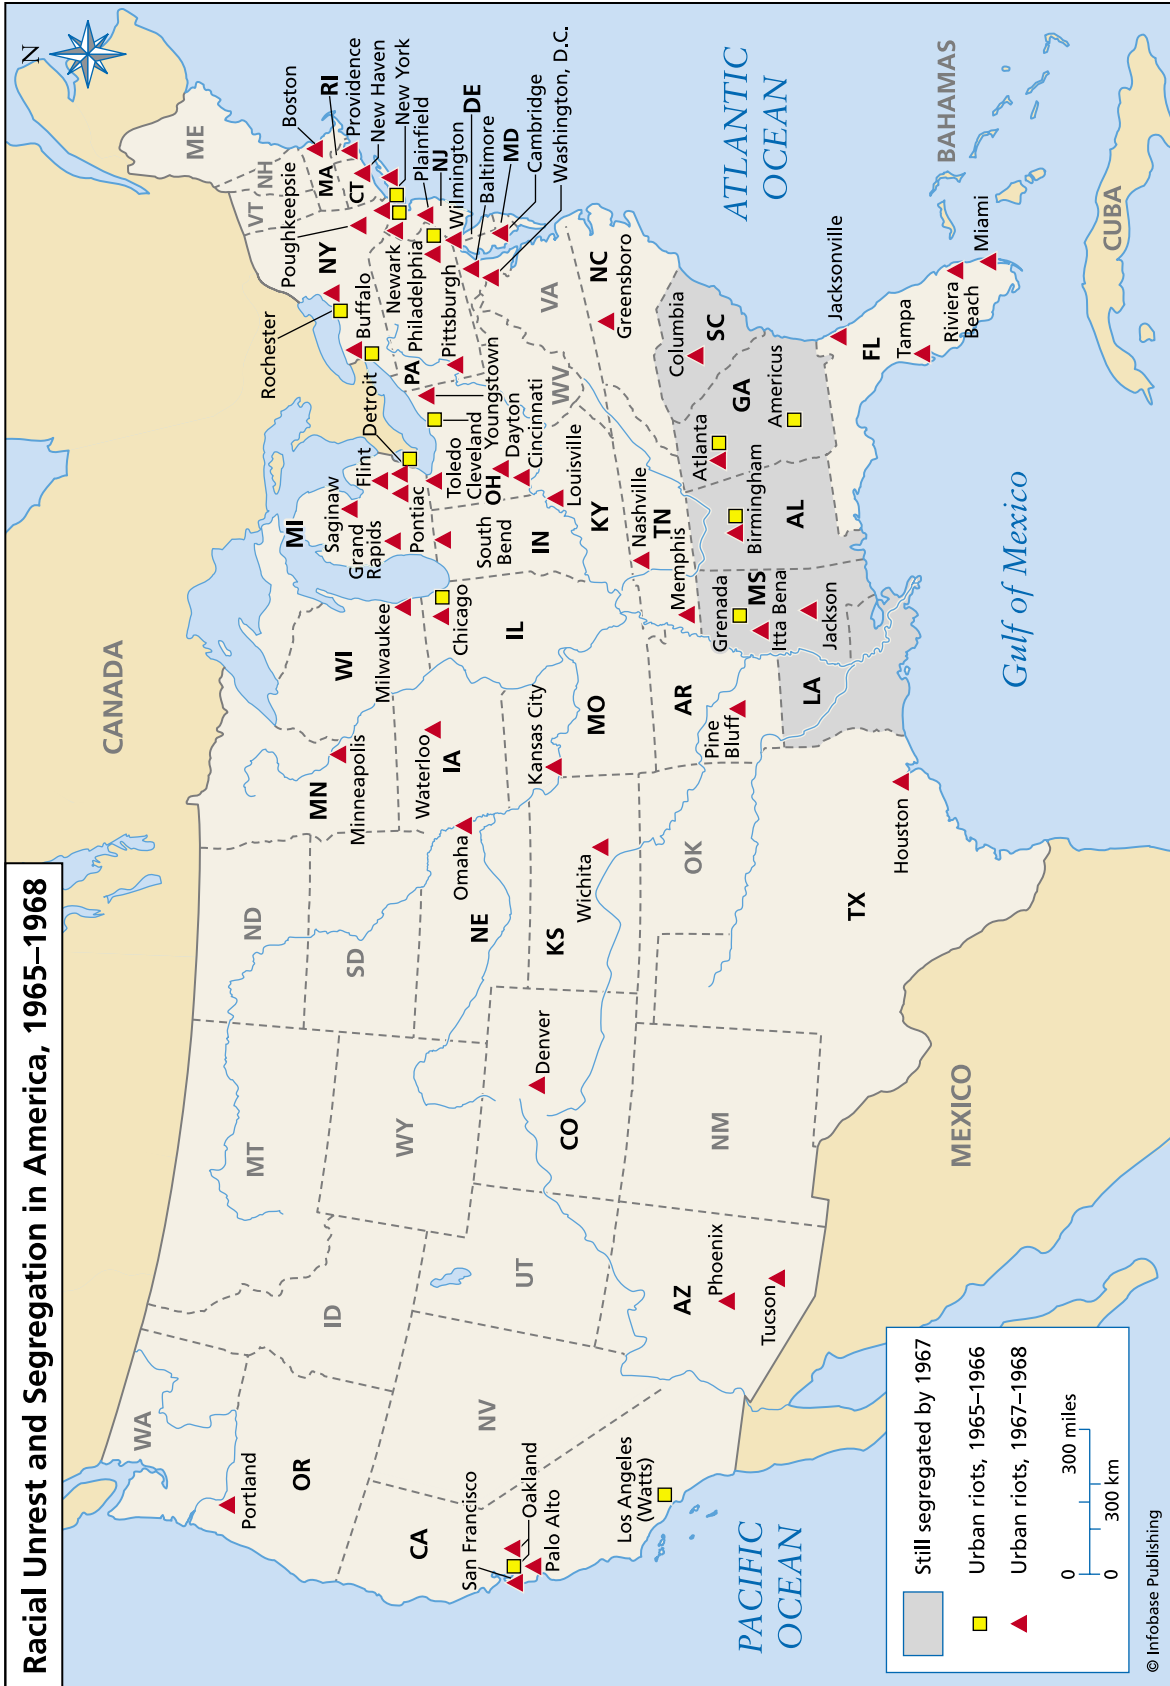 Racial Unrest and Segregation in America, 1965–1968
N
CANADA
WA
Portland
OR
ID
MT
ND
SD
WY
NV
UT
CO
Denver
NE
Omaha
KS
Wichita
CA
San Francisco
Oakland
Palo Alto
Los Angeles
(Watts)
AZ
Phoenix
Tucson
NM
TX
Houston
OK
MN
Minneapolis
IA
Waterloo
WI
Milwaukee
MO
Kansas City
AR
Pine
Bluff
LA
IL
Chicago
MI
Saginaw
Grand
Rapids
Flint
Pontiac
Detroit
IN
South
Bend
OH
Toledo
Cleveland
Youngstown
Dayton
Cincinnati
KY
Louisville
TN
Nashville
Memphis
MS
Grenada
Itta Bena
Jackson
AL
Birmingham
GA
Atlanta
Americus
SC
Columbia
NC
Greensboro
FL
Jacksonville
Tampa
Riviera
Beach
Miami
WV
VA
PA
Pittsburgh
Philadelphia
Newark
NY
Rochester
Buffalo
Poughkeepsie
VT
NH
ME
MA
Boston
RI
Providence
CT
New Haven
New York
Plainfield
NJ
Wilmington
DE
Baltimore
MD
Cambridge
Washington, D.C.
ATLANTIC
OCEAN
BAHAMAS
CUBA
Gulf of Mexico
MEXICO
PACIFIC
OCEAN
Still segregated by 1967
Urban riots, 1965–1966
Urban riots, 1967–1968
0 300 miles
0 300 km
© Infobase Publishing